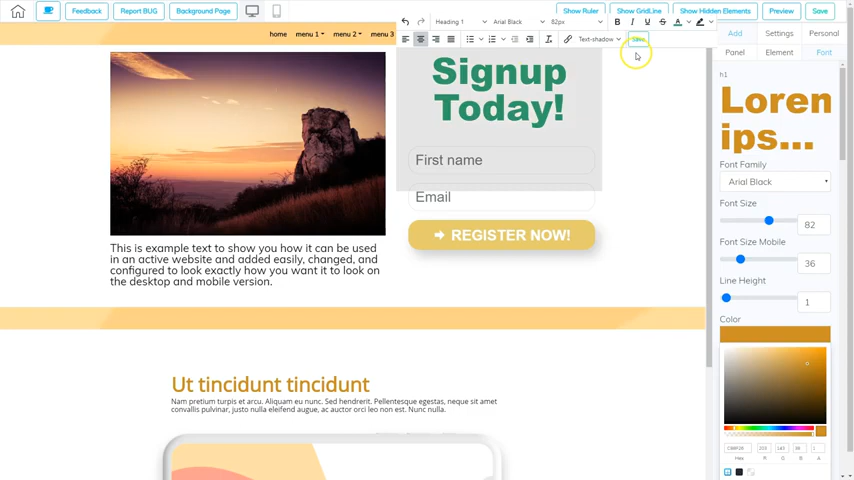 Feedback
Report BUG
Background Page
Show Ruler
Show GridLine
Show Hidden Elements
Preview
Save
Heading 1
Arial Black
82px
B I U S A
Text-shadow
Save
home menu 1 menu 2 menu 3
Add Settings Personal
Panel Element Font
Signup
Today!
First name
Email
REGISTER NOW!
This is example text to show you how it can be used
in an active website and added easily, changed, and
configured to look exactly how you want it to look on
the desktop and mobile version.
Ut tincidunt tincidunt
Nam pretium turpis et arcu. Aliquam eu nunc. Sed hendrerit. Pellentesque egestas, neque sit amet
convallis pulvinar, justo nulla eleifend augue, ac auctor orci leo non est. Nunc nulla.
h1
Loren
ips...
Font Family
Arial Black
Font Size
82
Font Size Mobile
36
Line Height
1
Color
Hex R G B A